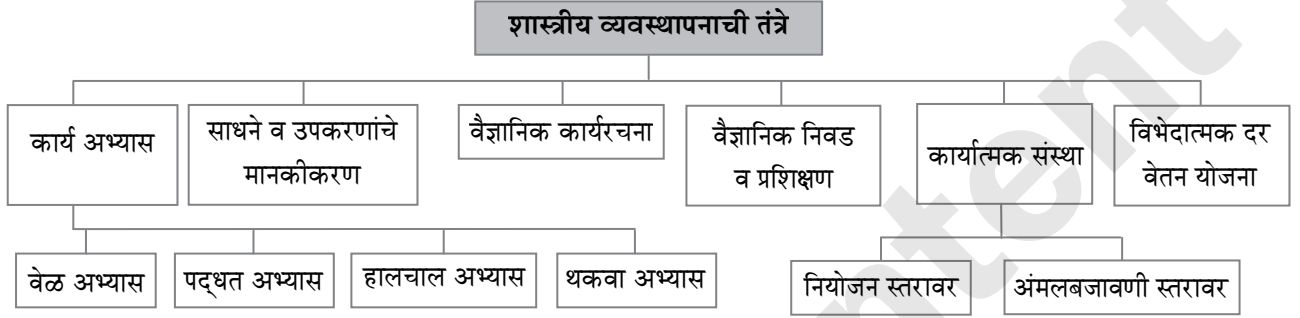 शास्त्रीय व्यवस्थापनाची तंत्रे
कार्य अभ्यास
साधने व उपकरणांचे
मानकीकरण
वैज्ञानिक कार्यरचना
वैज्ञानिक निवड
व प्रशिक्षण
कार्यात्मक संस्था
विभेदात्मक दर
वेतन योजना
वेळ अभ्यास
पद्धत अभ्यास
हालचाल अभ्यास
थकवा अभ्यास
नियोजन स्तरावर
अंमलबजावणी स्तरावर